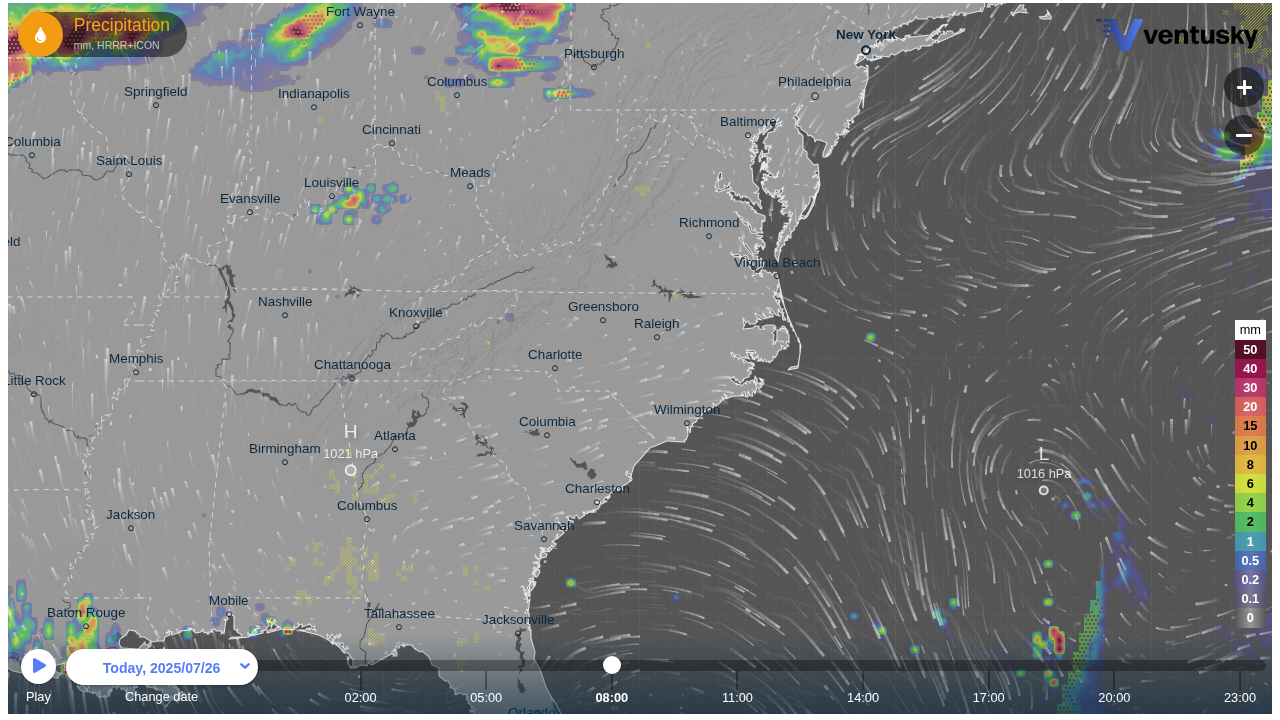 Precipitation
mm, HRRR+ICON
Fort Wayne
New York
ventusky
Pittsburgh
Columbus
Philadelphia
Springfield
Indianapolis
+
Baltimore
Cincinnati
−
Columbia
Saint Louis
Meads
Louisville
Evansville
Richmond
eld
Virginia Beach
Nashville
Knoxville
Greensboro
Raleigh
mm
50
Memphis
Charlotte
Chattanooga
40
Little Rock
30
Wilmington
20
Columbia
15
H
Atlanta
Birmingham
10
1021 hPa
L
1016 hPa
8
Charleston
6
Columbus
4
Jackson
Savannah
2
1
0.5
0.2
Mobile
0.1
Baton Rouge
Tallahassee
Jacksonville
0
Today, 2025/07/26
Play
Change date
02:00
05:00
08:00
11:00
14:00
17:00
20:00
23:00
Orlando